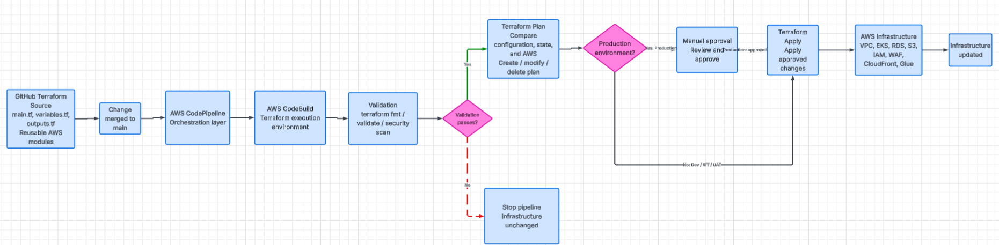 GitHub Terraform
Source
main.tf, variables.tf,
outputs.tf
Reusable AWS
modules
Change
merged to
main
AWS CodePipeline
Orchestration layer
AWS CodeBuild
Terraform execution
environment
Validation
terraform fmt /
validate / security
scan
Validation
passes?
Yes
No
Terraform Plan
Compare
configuration, state,
and AWS
Create / modify /
delete plan
Stop pipeline
Infrastructure
unchanged
Production
environment?
Yes: Production
No: Dev / SIT / UAT
Manual approval
Review and
approve
Production: approved
Terraform
Apply
Apply
approved
changes
AWS Infrastructure
VPC, EKS, RDS, S3,
IAM, WAF,
CloudFront, Glue
Infrastructure
updated